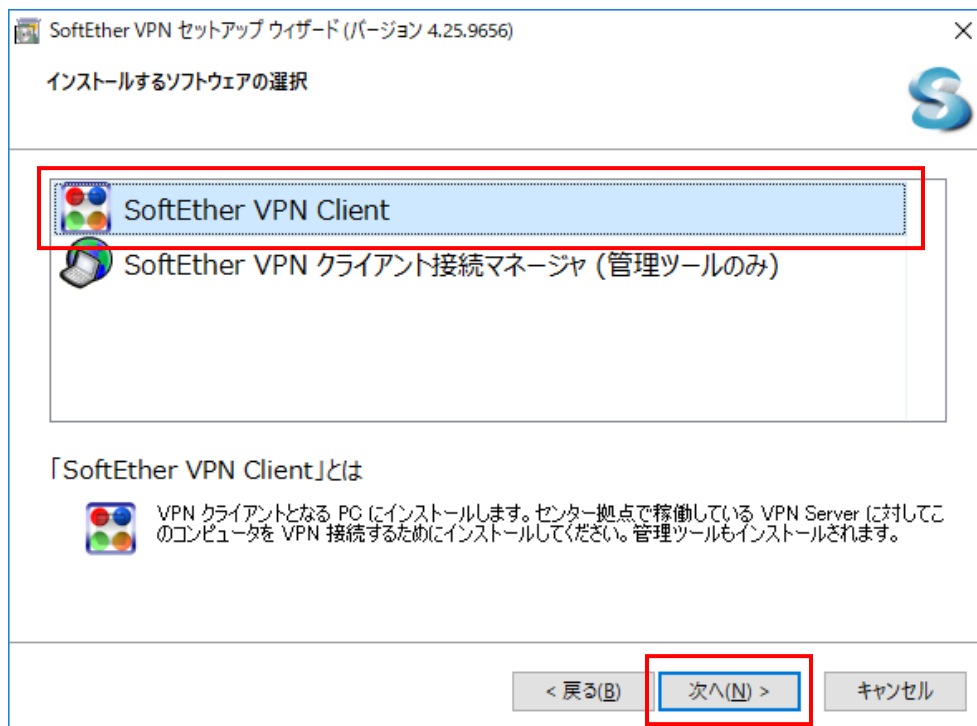 SoftEther VPN セットアップ ウィザード (バージョン 4.25.9656)
インストールするソフトウェアの選択
SoftEther VPN Client
SoftEther VPN クライアント接続マネージャ (管理ツールのみ)
「SoftEther VPN Client」とは
VPN クライアントとなる PC にインストールします。センター拠点で稼働している VPN Server に対してこ
のコンピュータを VPN 接続するためにインストールしてください。管理ツールもインストールされます。
< 戻る(B)
次へ(N) >
キャンセル